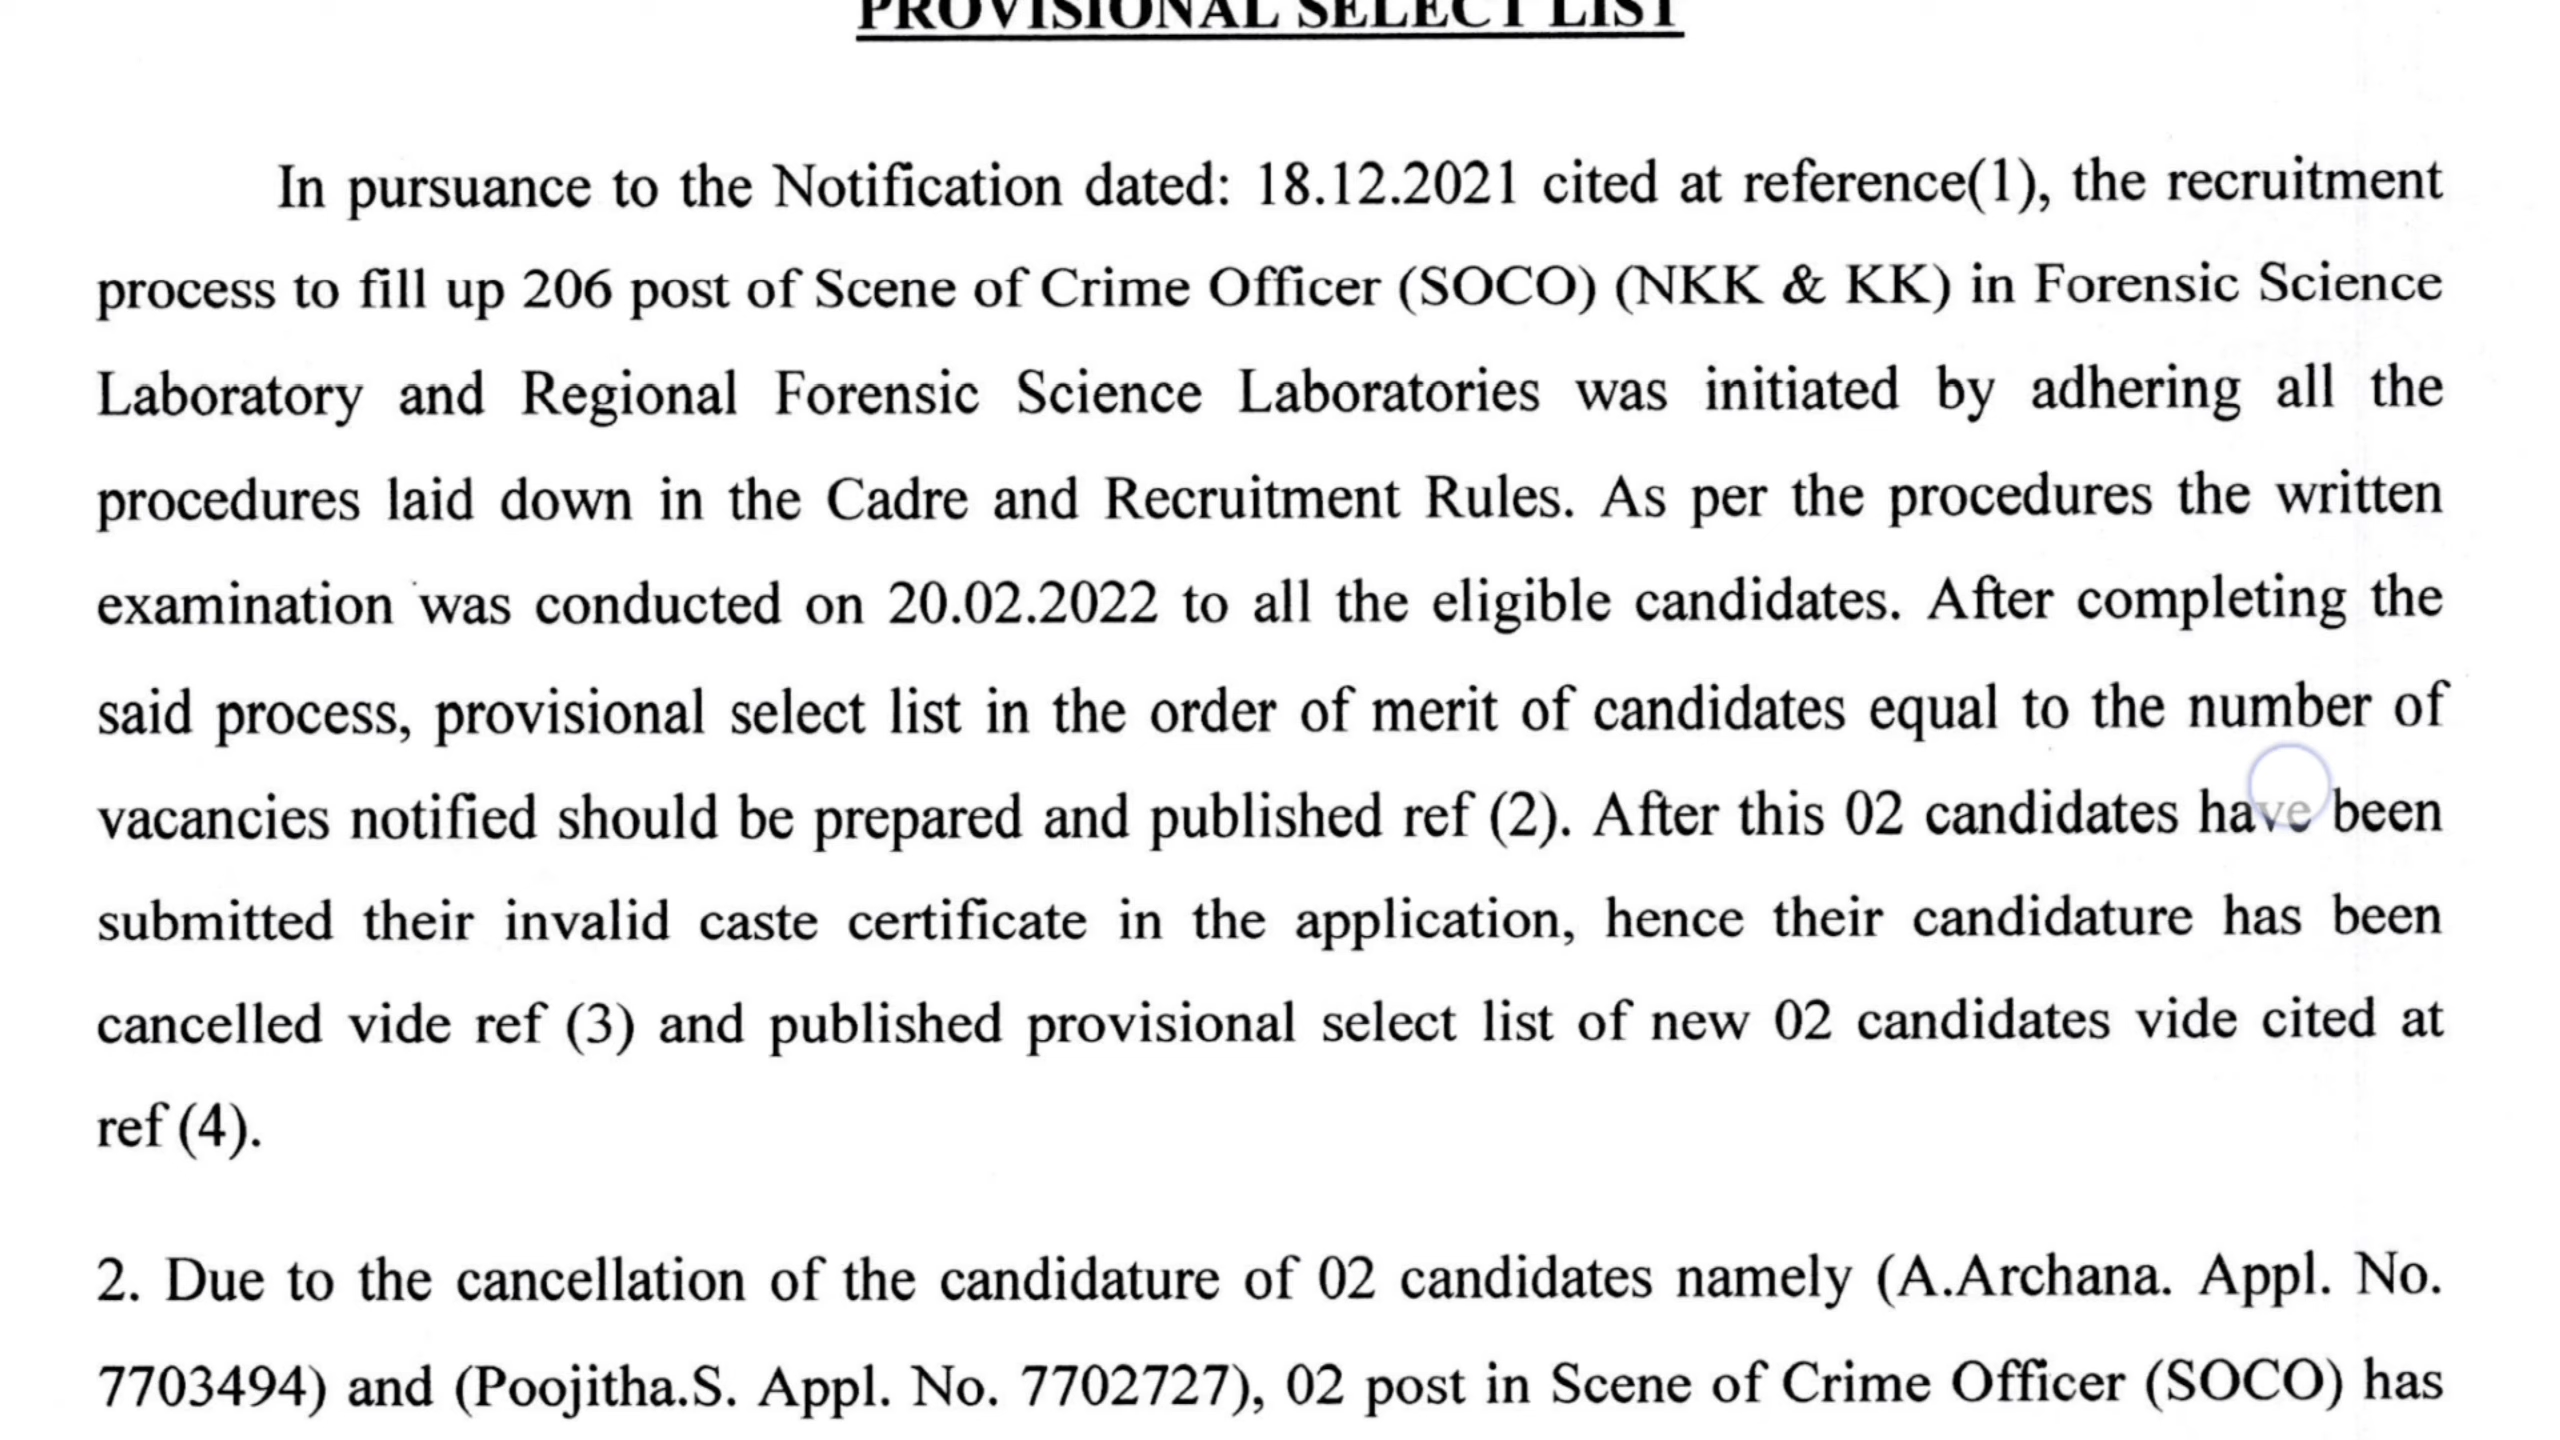 PROVISIONAL SELECT LIST
In pursuance to the Notification dated: 18.12.2021 cited at reference(1), the recruitment
process to fill up 206 post of Scene of Crime Officer (SOCO) (NKK & KK) in Forensic Science
Laboratory and Regional Forensic Science Laboratories was initiated by adhering all the
procedures laid down in the Cadre and Recruitment Rules. As per the procedures the written
examination was conducted on 20.02.2022 to all the eligible candidates. After completing the
said process, provisional select list in the order of merit of candidates equal to the number of
vacancies notified should be prepared and published ref (2). After this 02 candidates have been
submitted their invalid caste certificate in the application, hence their candidature has been
cancelled vide ref (3) and published provisional select list of new 02 candidates vide cited at
ref (4).
2. Due to the cancellation of the candidature of 02 candidates namely (A.Archana. Appl. No.
7703494) and (Poojitha.S. Appl. No. 7702727), 02 post in Scene of Crime Officer (SOCO) has